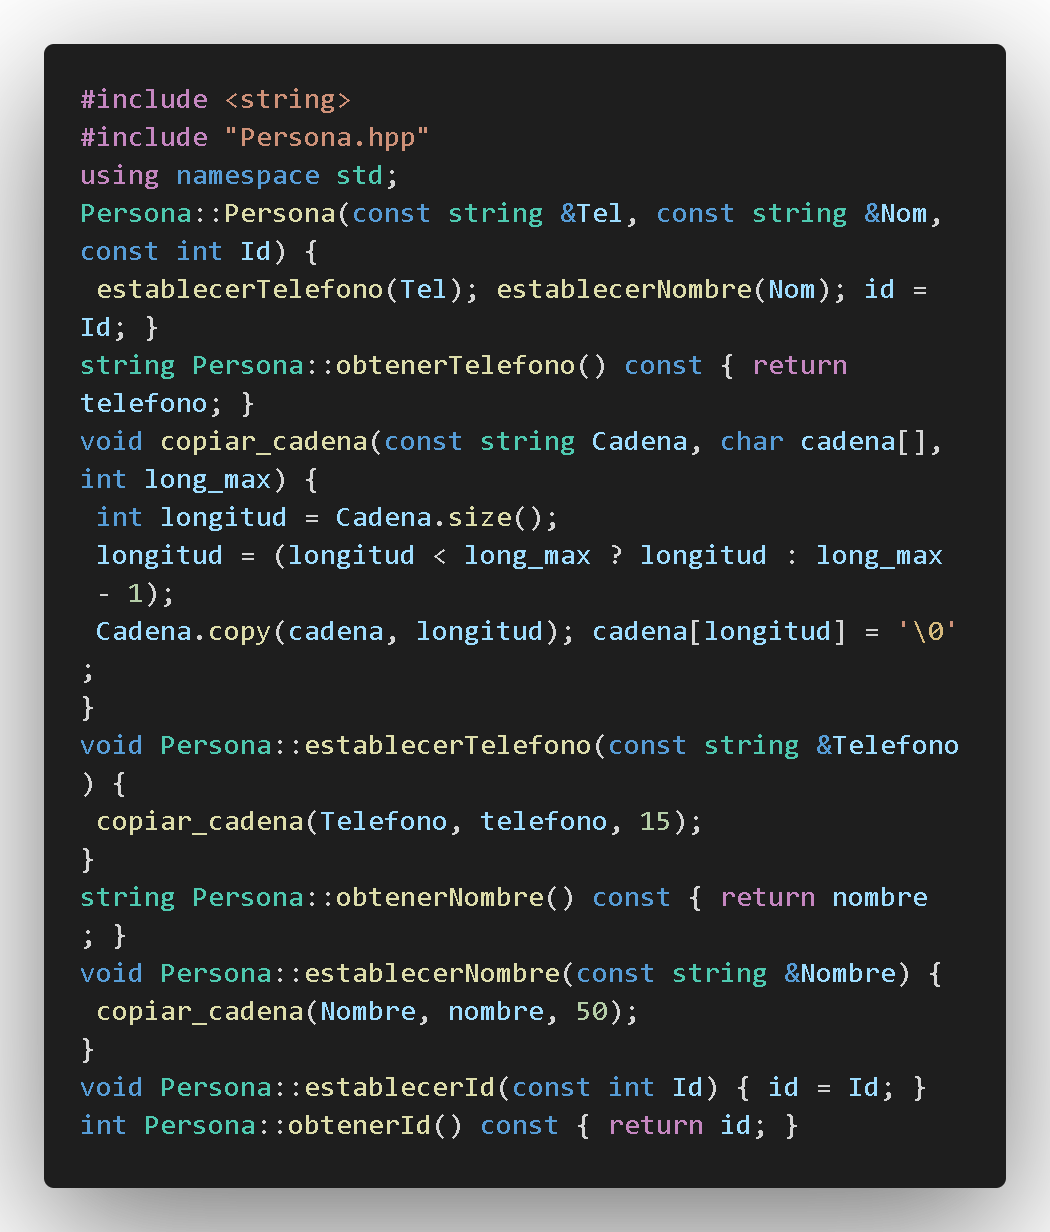 #include <string>
#include "Persona.hpp"
using namespace std;
Persona::Persona(const string &Tel, const string &Nom,
const int Id) {
 establecerTelefono(Tel); establecerNombre(Nom); id =
Id; }
string Persona::obtenerTelefono() const { return
telefono; }
void copiar_cadena(const string Cadena, char cadena[],
int long_max) {
 int longitud = Cadena.size();
 longitud = (longitud < long_max ? longitud : long_max
 - 1);
 Cadena.copy(cadena, longitud); cadena[longitud] = '\0'
;
}
void Persona::establecerTelefono(const string &Telefono
) {
 copiar_cadena(Telefono, telefono, 15);
}
string Persona::obtenerNombre() const { return nombre
; }
void Persona::establecerNombre(const string &Nombre) {
 copiar_cadena(Nombre, nombre, 50);
}
void Persona::establecerId(const int Id) { id = Id; }
int Persona::obtenerId() const { return id; }